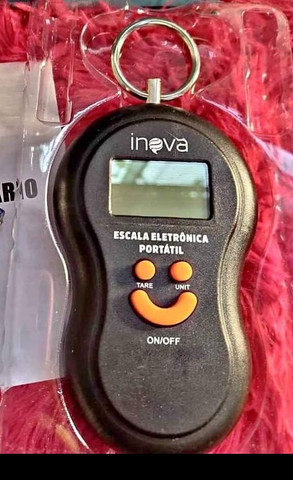 inova
ESCALA ELETRÔNICA
PORTÁTIL
TARE UNIT
ON/OFF